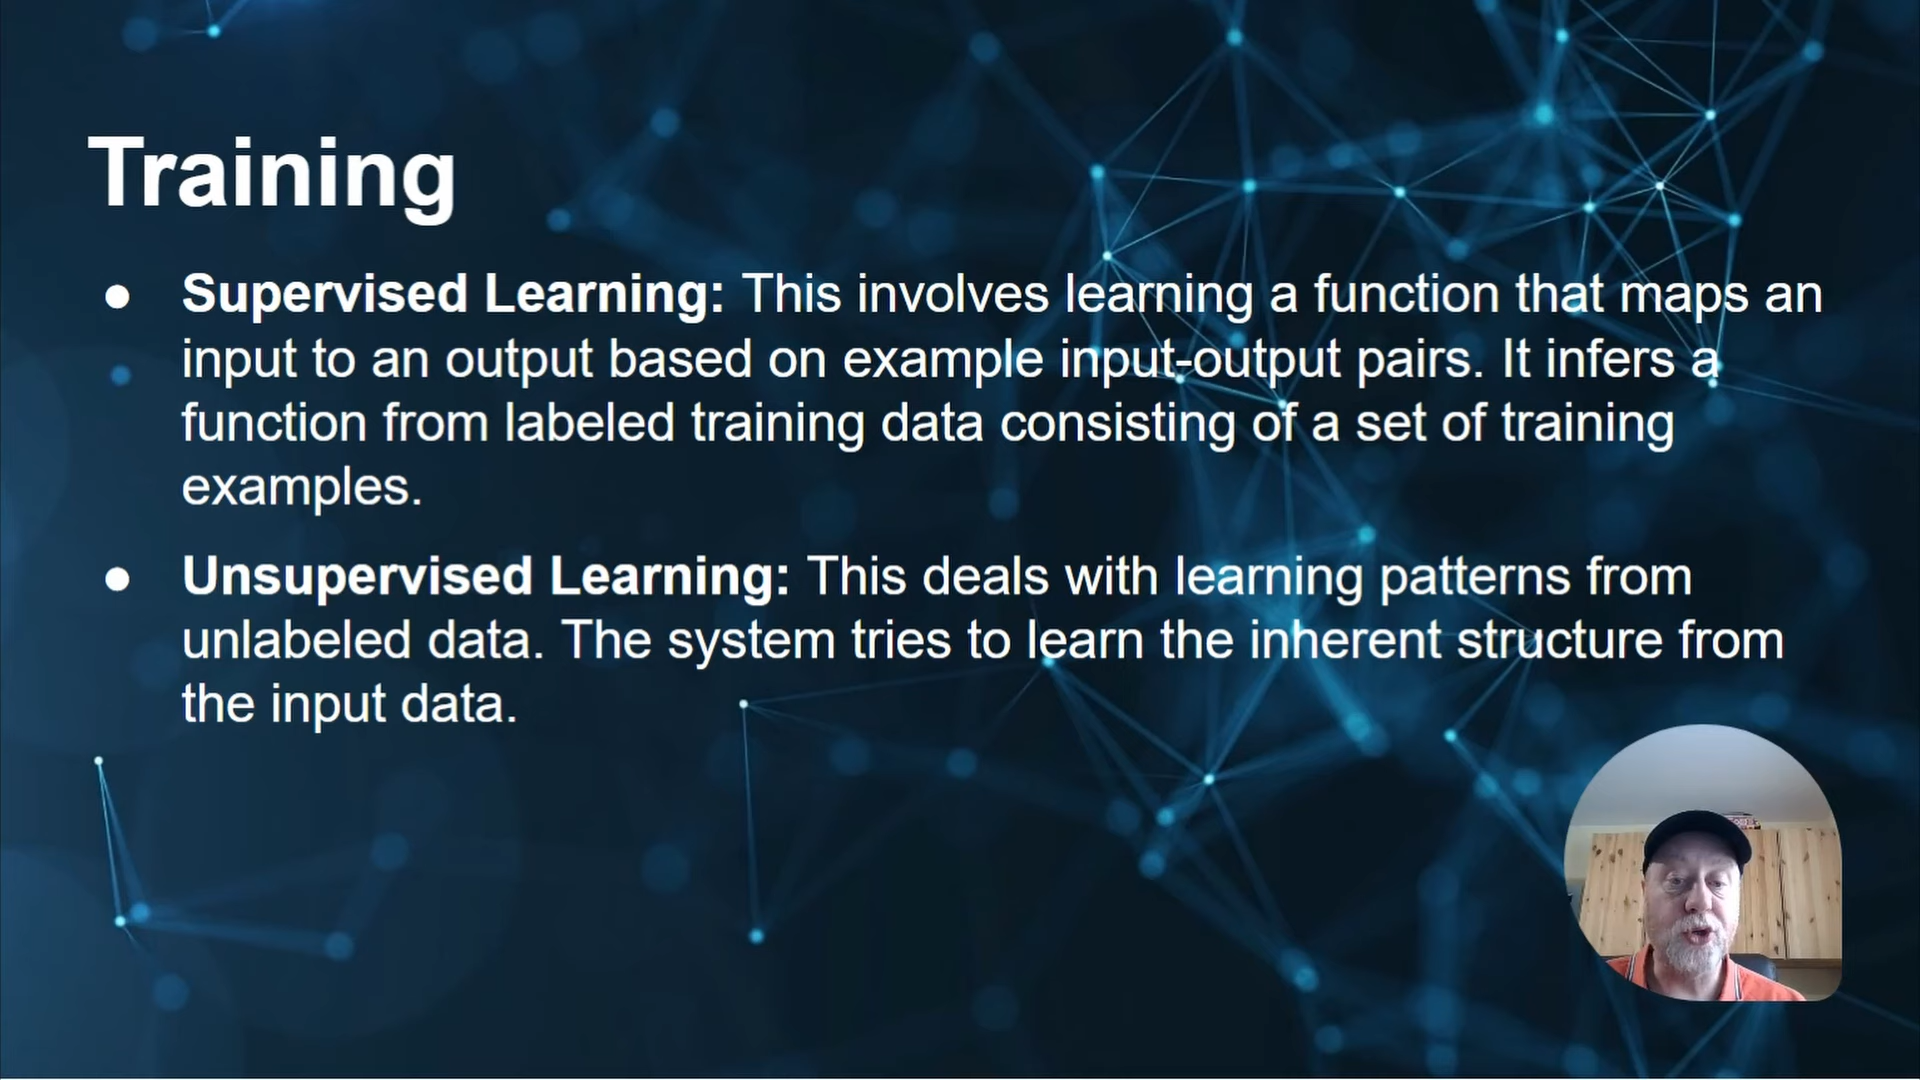 Training
● Supervised Learning: This involves learning a function that maps an
input to an output based on example input-output pairs. It infers a
function from labeled training data consisting of a set of training
examples.
● Unsupervised Learning: This deals with learning patterns from
unlabeled data. The system tries to learn the inherent structure from
the input data.